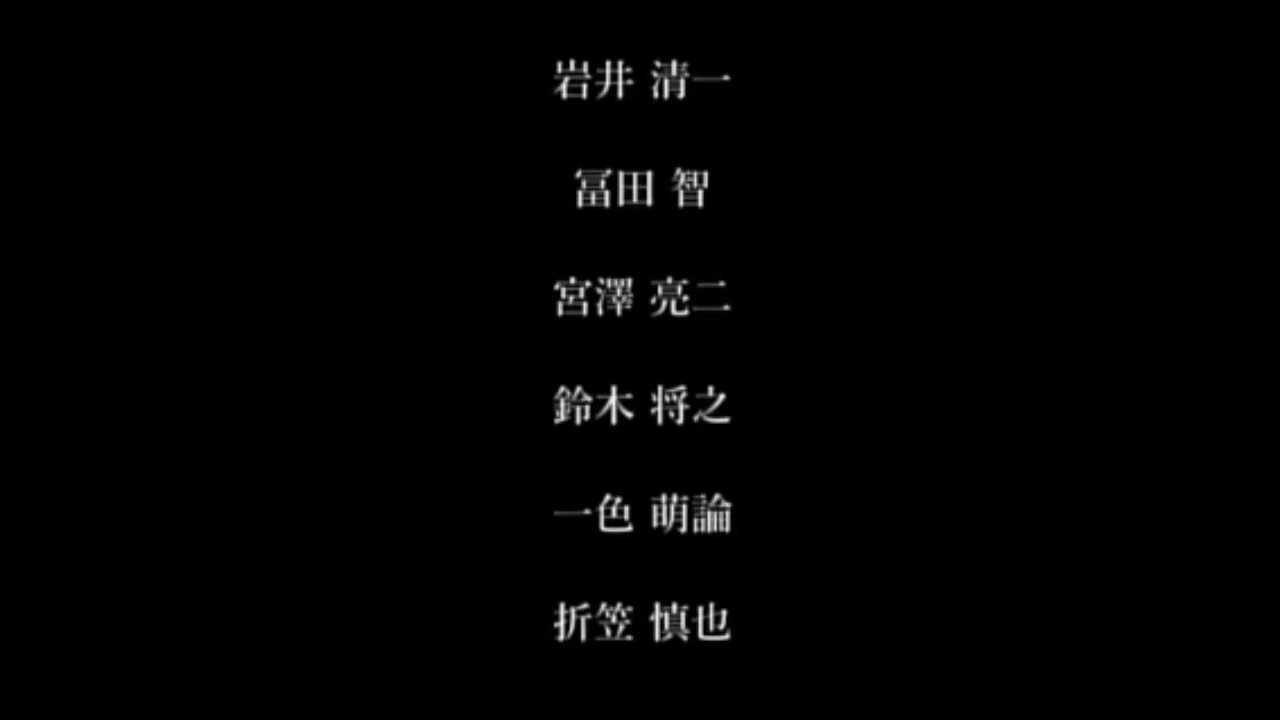 岩井 清一
冨田 智
宮澤 亮二
鈴木 将之
一色 萌論
折笠 慎也